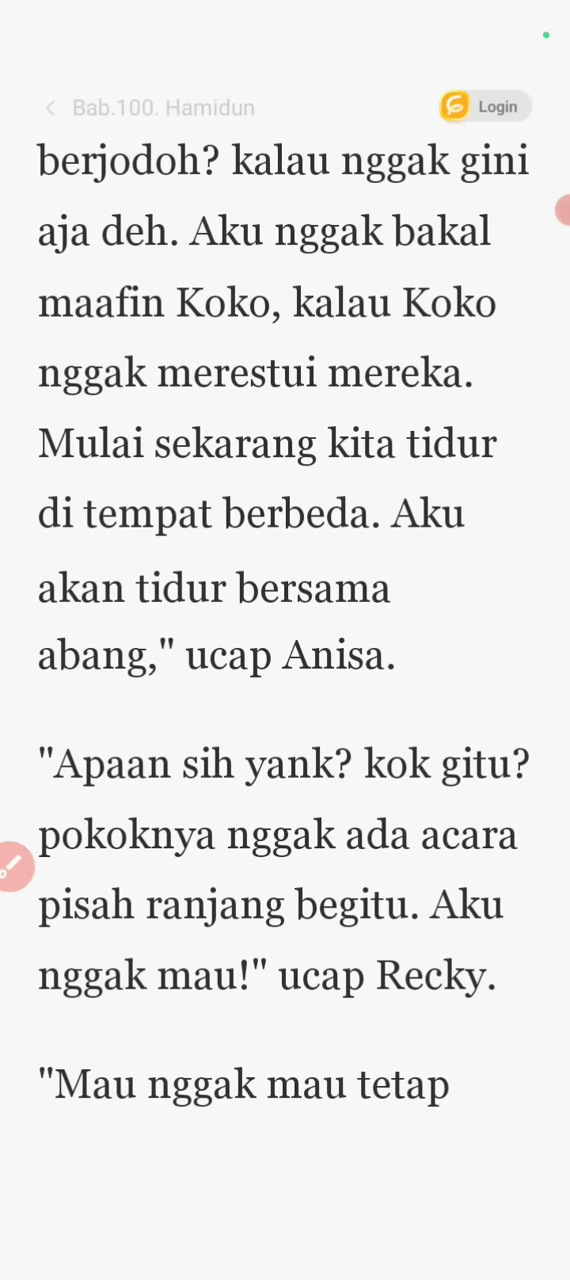 Bab.100. Hamidun
Login
berjodoh? kalau nggak gini
aja deh. Aku nggak bakal
maafin Koko, kalau Koko
nggak merestui mereka.
Mulai sekarang kita tidur
di tempat berbeda. Aku
akan tidur bersama
abang," ucap Anisa.
"Apaan sih yank? kok gitu?
pokoknya nggak ada acara
pisah ranjang begitu. Aku
nggak mau!" ucap Recky.
"Mau nggak mau tetap